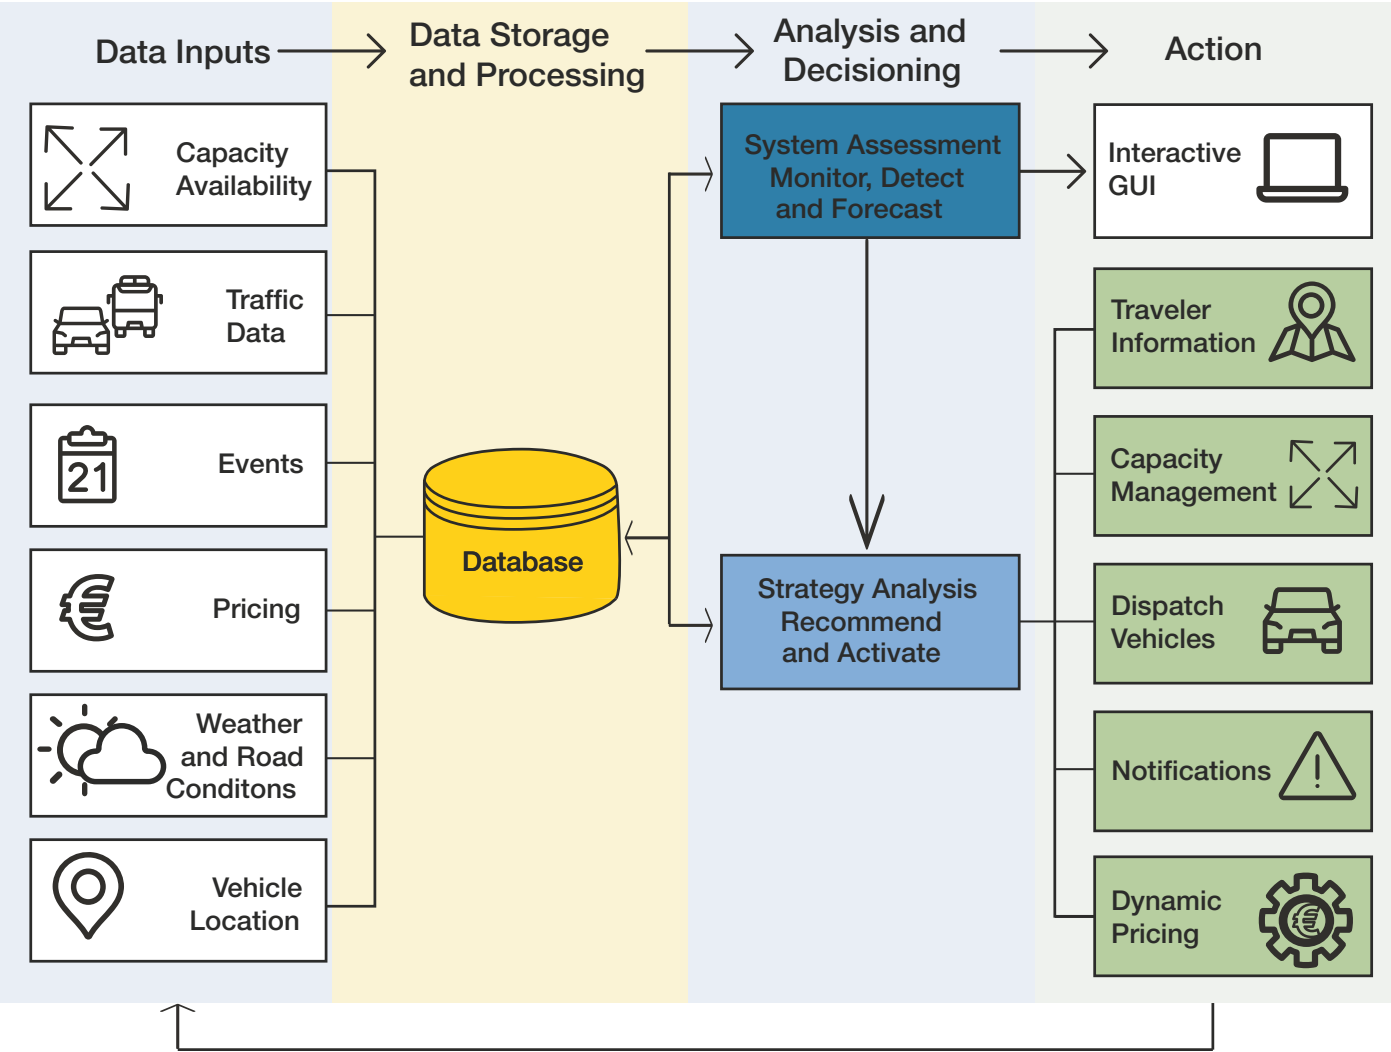 Data Inputs
Data Storage
and Processing
Analysis and
Decisioning
Action
Capacity
Availability
Traffic
Data
21
Events
€
Pricing
Weather
and Road
Conditons
Vehicle
Location
Database
System Assessment
Monitor, Detect
and Forecast
Strategy Analysis
Recommend
and Activate
Interactive
GUI
Traveler
Information
Capacity
Management
Dispatch
Vehicles
Notifications
!
Dynamic
Pricing
€